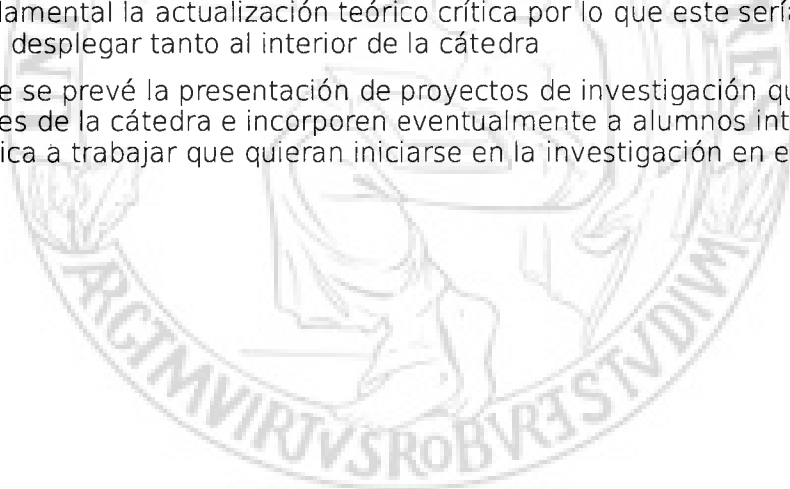 damental la actualización teórico crítica por lo que este sería
desplegar tanto al interior de la cátedra
e se prevé la presentación de proyectos de investigación qu
es de la cátedra e incorporen eventualmente a alumnos int
ica a trabajar que quieran iniciarse en la investigación en e
ARGTMVIRTVSROBVRETSTVDIVM